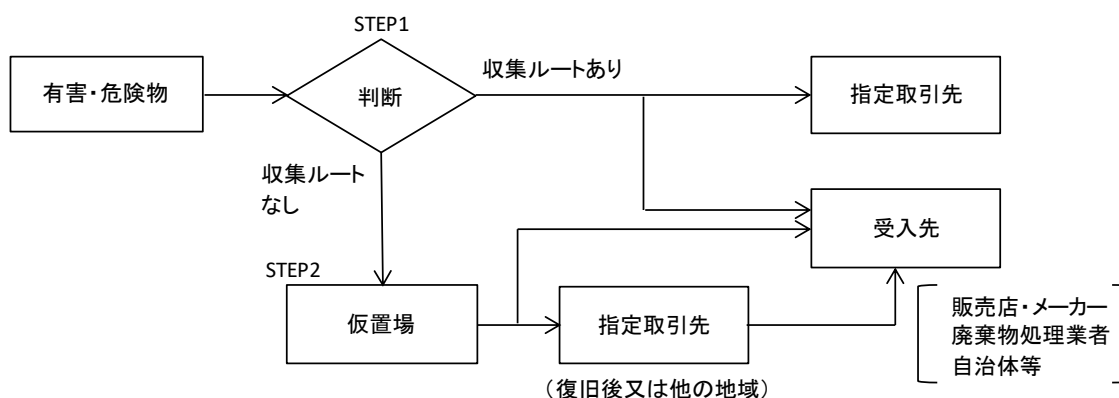 STEP1
有害・危険物
判断
収集ルートあり
指定取引先
収集ルート
なし
受入先
STEP2
仮置場
指定取引先
販売店・メーカー
廃棄物処理業者
自治体等
（復旧後又は他の地域）